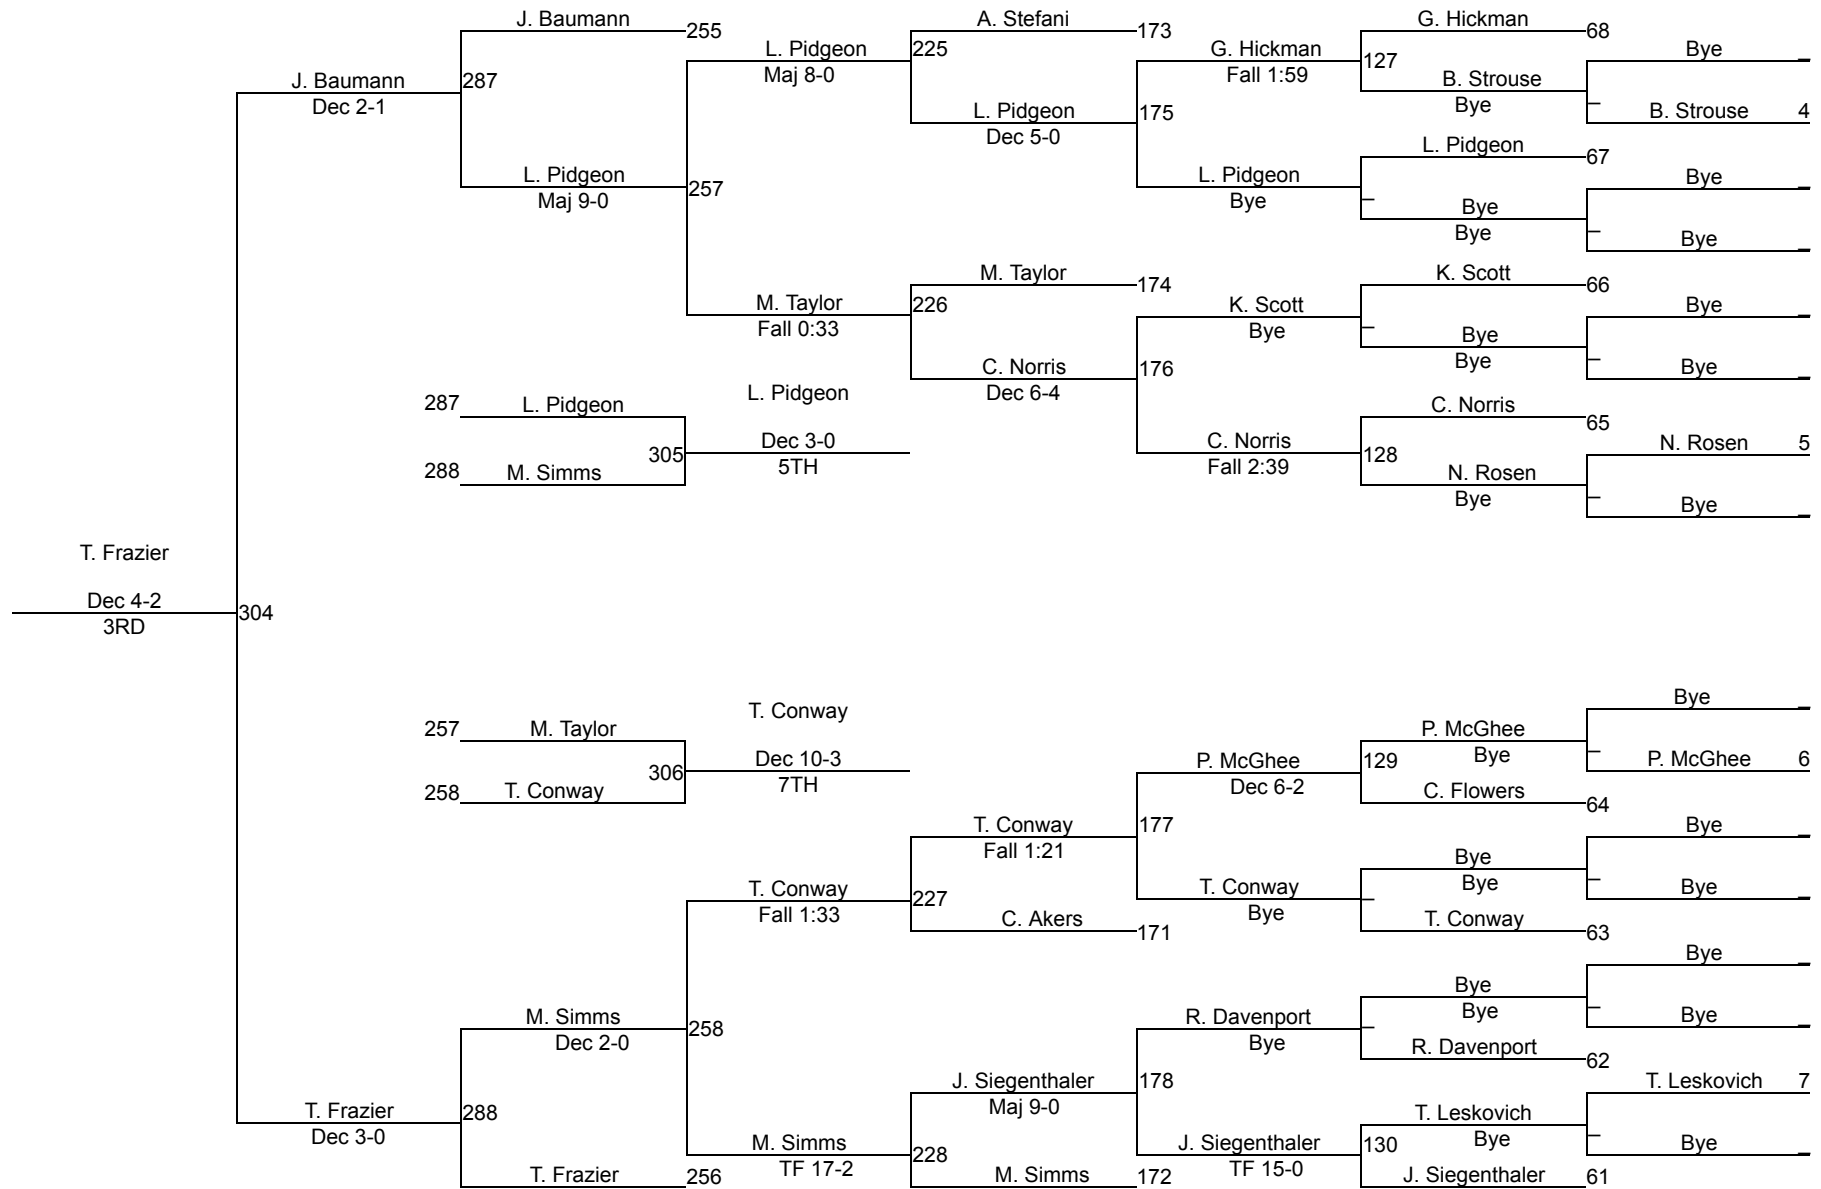 J. Baumann
255
287
J. Baumann
Dec 2-1
L. Pidgeon
Maj 9-0
L. Pidgeon
Maj 8-0
257
M. Taylor
Fall 0:33
A. Stefani
173
225
L. Pidgeon
Dec 5-0
M. Taylor
174
226
C. Norris
Dec 6-4
G. Hickman
Fall 1:59
175
L. Pidgeon
Bye
K. Scott
Bye
176
C. Norris
Fall 2:39
G. Hickman
68
127
B. Strouse
Bye
L. Pidgeon
67
Bye
Bye
K. Scott
66
Bye
Bye
C. Norris
65
128
N. Rosen
Bye
Bye
B. Strouse 4
Bye
Bye
Bye
Bye
N. Rosen 5
Bye
287
L. Pidgeon
288
M. Simms
305
L. Pidgeon
Dec 3-0
5TH
T. Frazier
Dec 4-2
3RD
304
257
M. Taylor
258
T. Conway
306
T. Conway
Dec 10-3
7TH
T. Frazier
Dec 3-0
288
M. Simms
Dec 2-0
T. Frazier
256
T. Conway
Fall 1:33
258
M. Simms
TF 17-2
T. Conway
Fall 1:21
227
C. Akers
171
J. Siegenthaler
Maj 9-0
228
M. Simms
172
P. McGhee
Dec 6-2
177
T. Conway
Bye
R. Davenport
Bye
178
J. Siegenthaler
TF 15-0
P. McGhee
Bye
129
C. Flowers
64
Bye
Bye
T. Conway
63
Bye
Bye
R. Davenport
62
T. Leskovich
Bye
130
J. Siegenthaler
61
Bye
P. McGhee 6
Bye
Bye
Bye
Bye
T. Leskovich 7
Bye